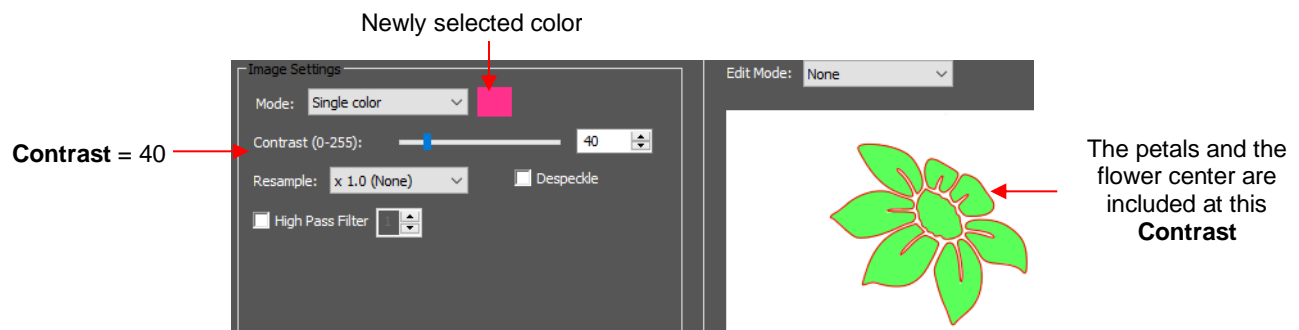 Newly selected color
Image Settings
Edit Mode: None
Mode: Single color
Contrast (0-255): 40
Contrast = 40
Resample: x 1.0 (None) Despeckle
High Pass Filter 1
The petals and the
flower center are
included at this
Contrast